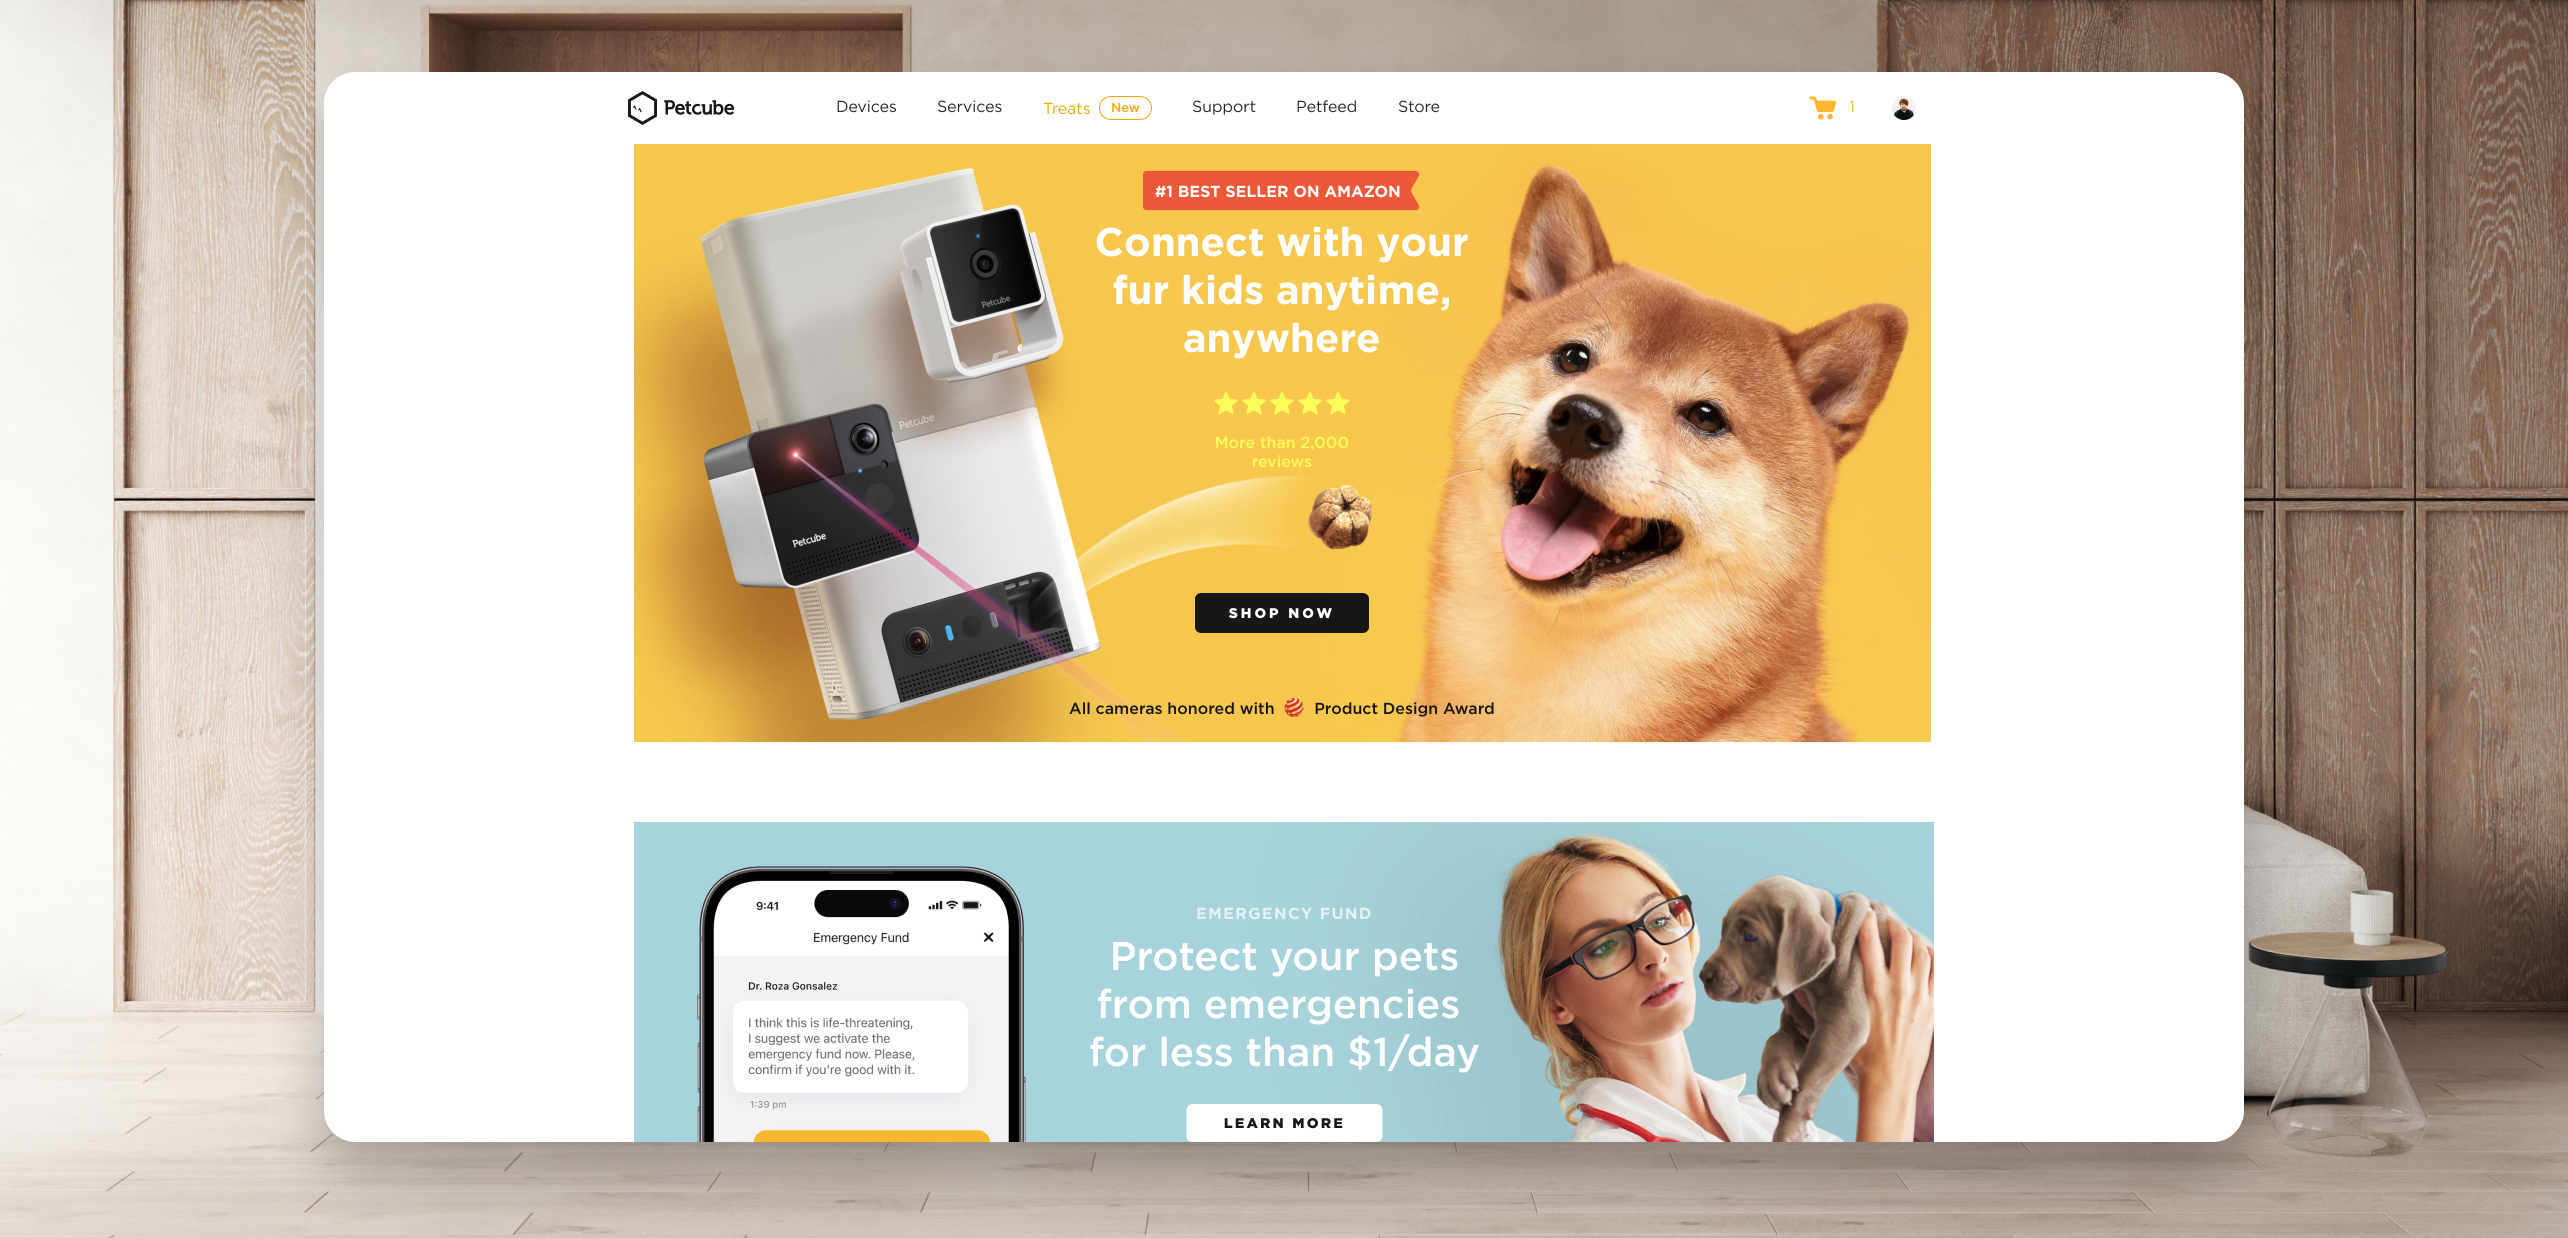 Petcube
Devices
Services
Treats
New
Support
Petfeed
Store
1
#1 BEST SELLER ON AMAZON
Connect with your
fur kids anytime,
anywhere
More than 2,000
reviews
Petcube
Petcube
Petcube
SHOP NOW
All cameras honored with Product Design Award
9:41
Emergency Fund
Dr. Roza Gonsalez
I think this is life-threatening,
I suggest we activate the
emergency fund now. Please,
confirm if you're good with it.
1:39 pm
EMERGENCY FUND
Protect your pets
from emergencies
for less than $1/day
LEARN MORE